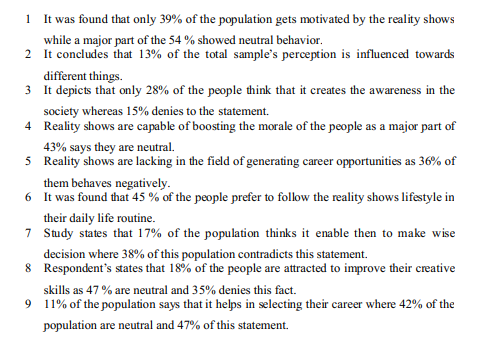 1 It was found that only 39% of the population gets motivated by the reality shows
while a major part of the 54 % showed neutral behavior.
2 It concludes that 13% of the total sample's perception is influenced towards
different things.
3 It depicts that only 28% of the people think that it creates the awareness in the
society whereas 15% denies to the statement.
4 Reality shows are capable of boosting the morale of the people as a major part of
43% says they are neutral.
5 Reality shows are lacking in the field of generating career opportunities as 36% of
them behaves negatively.
6 It was found that 45 % of the people prefer to follow the reality shows lifestyle in
their daily life routine.
7 Study states that 17% of the population thinks it enable then to make wise
decision where 38% of this population contradicts this statement.
8 Respondent's states that 18% of the people are attracted to improve their creative
skills as 47 % are neutral and 35% denies this fact.
9 11% of the population says that it helps in selecting their career where 42% of the
population are neutral and 47% of this statement.